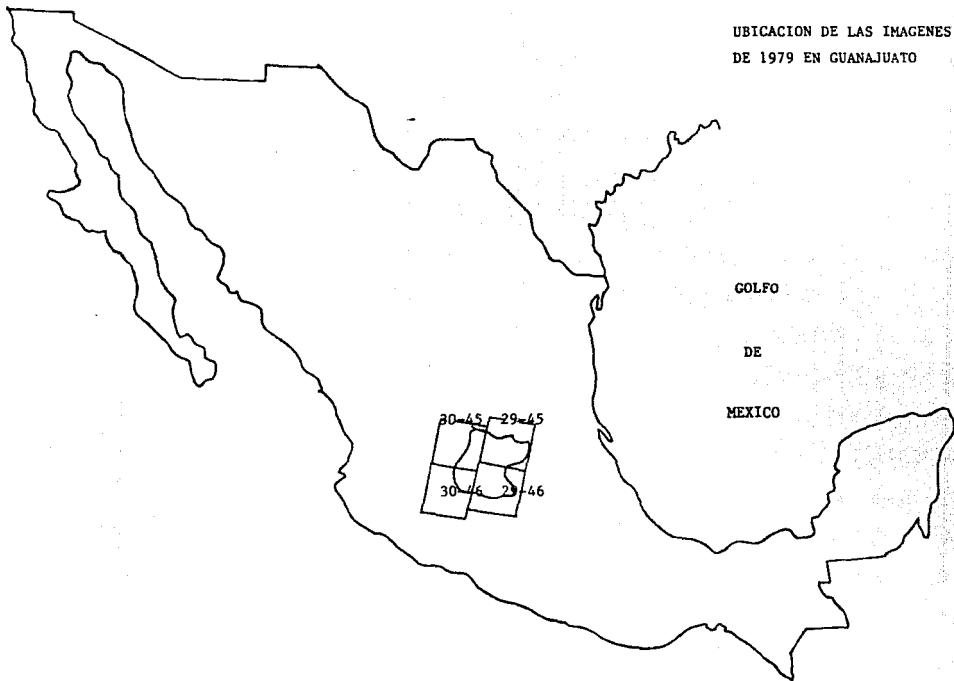 UBICACION DE LAS IMAGENES
DE 1979 EN GUANAJUATO
GOLFO
DE
MEXICO
30-45 29-45
30-46 29-46